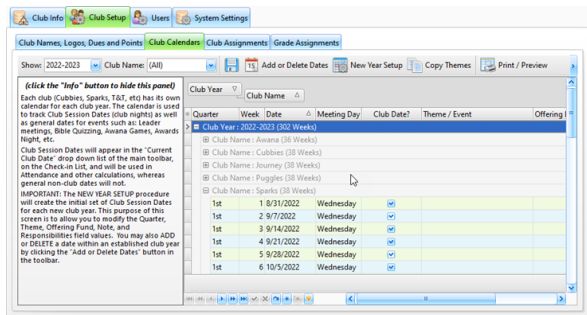 Club Info Club Setup Users System Settings
Club Names, Logos, Dues and Points Club Calendars Club Assignments Grade Assignments
Show: 2022-2023 Club Name: (All) 15 Add or Delete Dates New Year Setup Copy Themes Print / Preview
(click the "Info" button to hide this panel)
Each club (Cubbies, Sparks, T&T, etc) has its own
calendar for each club year. The calendar is used
to track Club Session Dates (club nights) as well
as general dates for events such as: Leader
meetings, Bible Quizzing, Awana Games, Awards
Night, etc.
Club Session Dates will appear in the "Current
Club Date" drop down list of the main toolbar,
on the Check-in List, and will be used in
Attendance and other calculations, whereas
general non-club dates will not.
IMPORTANT: The NEW YEAR SETUP procedure
will create the initial set of Club Session Dates
for each new club year. This purpose of this
screen is to allow you to modify the Quarter,
Theme, Offering Fund, Note, and
Responsibilities field values. You may also ADD
or DELETE a date within an established club year
by clicking the "Add or Delete Dates" button in
the toolbar.
Club Year
Club Name
Quarter Week Date Meeting Day Club Date? Theme / Event Offering
Club Year : 2022-2023 (302 Weeks)
Club Name : Awana (36 Weeks)
Club Name : Cubbies (38 Weeks)
Club Name : Journey (38 Weeks)
Club Name : Puggles (38 Weeks)
Club Name : Sparks (38 Weeks)
1st 1 8/31/2022 Wednesday
1st 2 9/7/2022 Wednesday
1st 3 9/14/2022 Wednesday
1st 4 9/21/2022 Wednesday
1st 5 9/28/2022 Wednesday
1st 6 10/5/2022 Wednesday